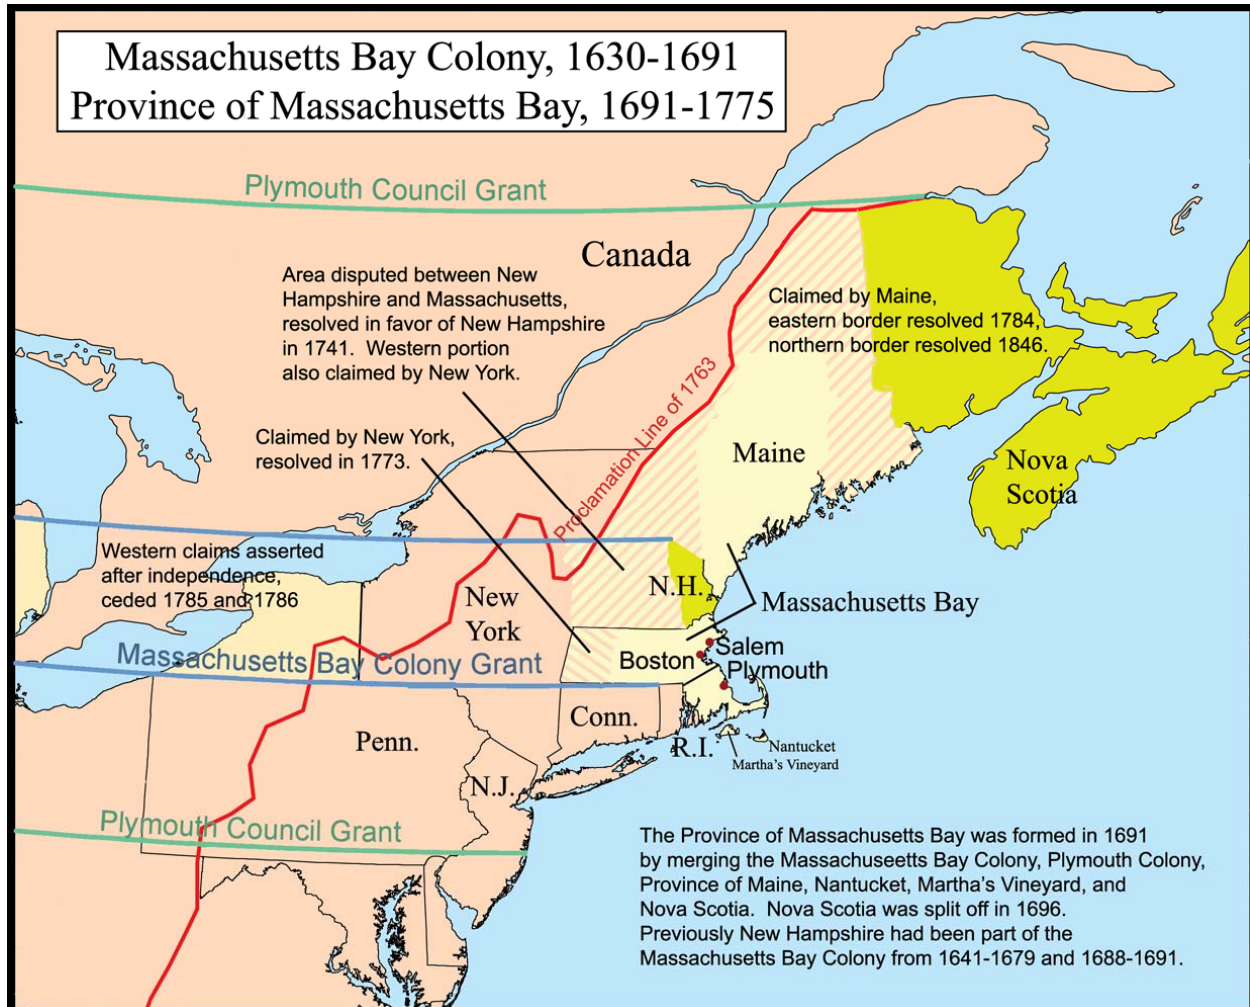 Massachusetts Bay Colony, 1630-1691
Province of Massachusetts Bay, 1691-1775
Plymouth Council Grant
Canada
Area disputed between New
Hampshire and Massachusetts,
resolved in favor of New Hampshire
in 1741. Western portion
also claimed by New York.
Claimed by Maine,
eastern border resolved 1784,
northern border resolved 1846.
Proclamation Line of 1763
Claimed by New York,
resolved in 1773.
Maine
Nova
Scotia
Western claims asserted
after independence,
ceded 1785 and 1786
New
York
N.H.
Massachusetts Bay
Massachusetts Bay Colony Grant
Boston
Salem
Plymouth
Conn.
R.I.
Nantucket
Martha's Vineyard
Penn.
N.J.
Plymouth Council Grant
The Province of Massachusetts Bay was formed in 1691
by merging the Massachuseetts Bay Colony, Plymouth Colony,
Province of Maine, Nantucket, Martha's Vineyard, and
Nova Scotia. Nova Scotia was split off in 1696.
Previously New Hampshire had been part of the
Massachusetts Bay Colony from 1641-1679 and 1688-1691.